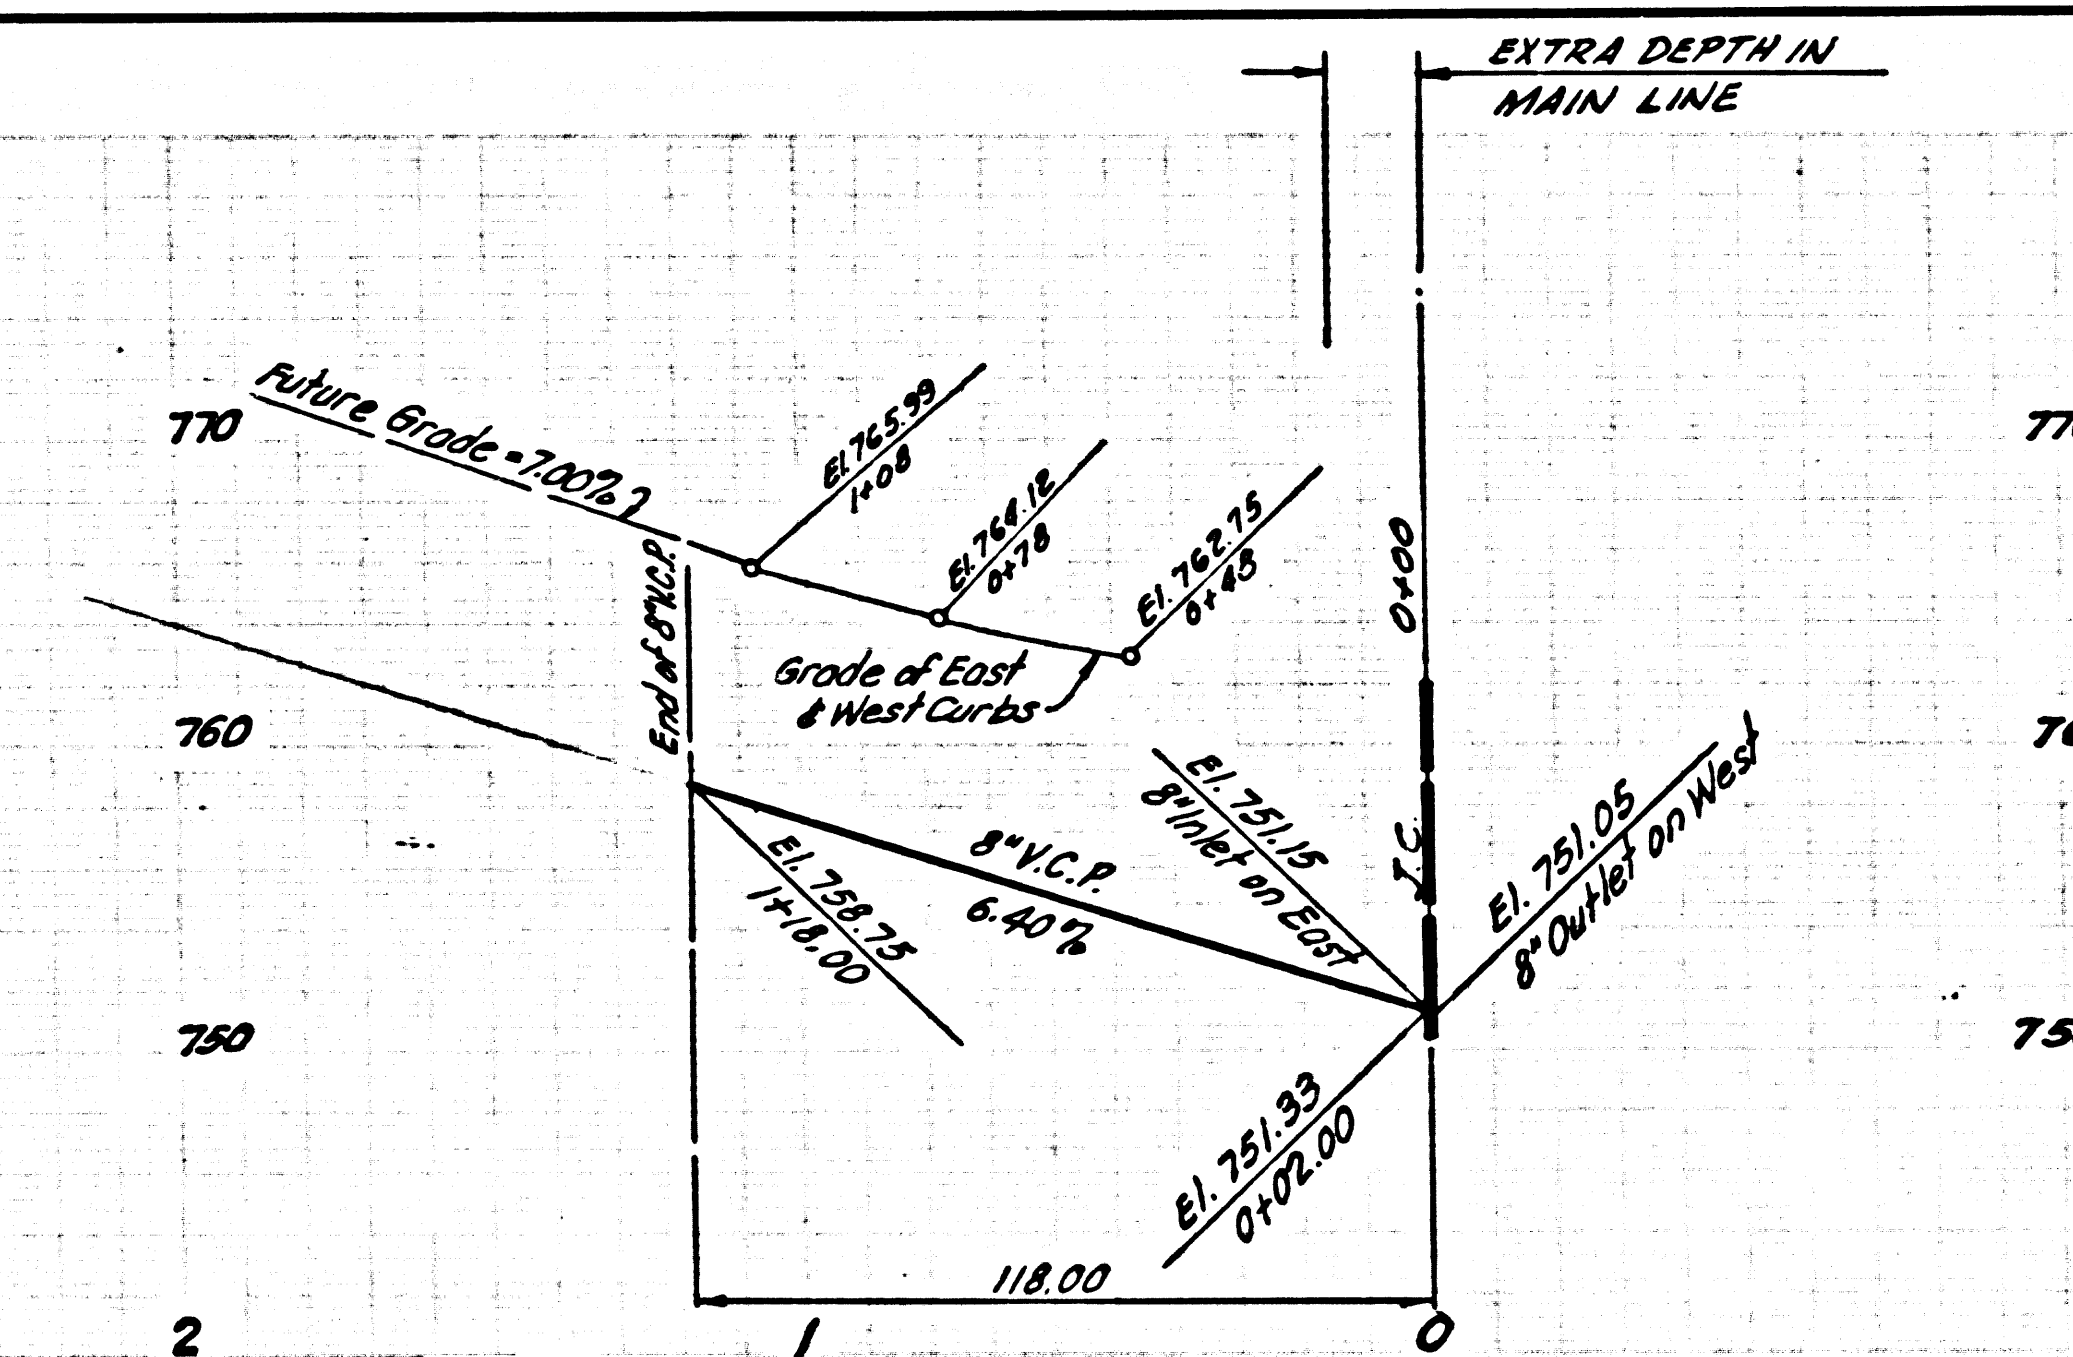 EXTRA DEPTH IN
MAIN LINE
Future Grade = 7.00% ?
770
770
El. 765.99
1+08
El. 764.12
0+78
El. 762.75
0+48
0+00
End of 8" V.C.P.
Grade of East
& West Curbs
760
El. 751.15
8" Inlet on East
J.C.
El. 751.05
8" Outlet on West
8" V.C.P.
6.40%
El. 758.75
1+18.00
750
El. 751.33
0+02.00
118.00
2
1
0